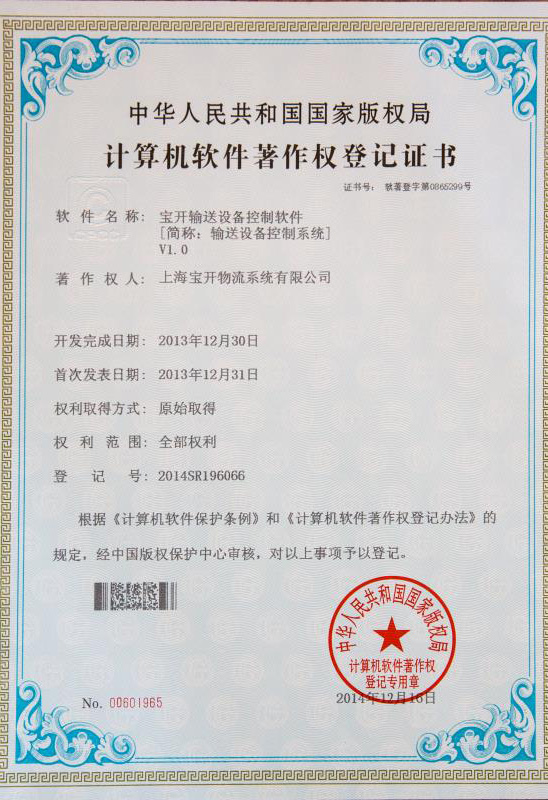 中华人民共和国国家版权局
计算机软件著作权登记证书
证书号： 软著登字第0865299号
软件名称： 宝开输送设备控制软件
[简称：输送设备控制系统]
V1.0
著作权人： 上海宝开物流系统有限公司
开发完成日期： 2013年12月30日
首次发表日期： 2013年12月31日
权利取得方式： 原始取得
权利范围： 全部权利
登记号： 2014SR196066
根据《计算机软件保护条例》和《计算机软件著作权登记办法》的
规定，经中国版权保护中心审核，对以上事项予以登记。
中华人民共和国国家版权局
计算机软件著作权
登记专用章
No. 00601965
2014年12月16日